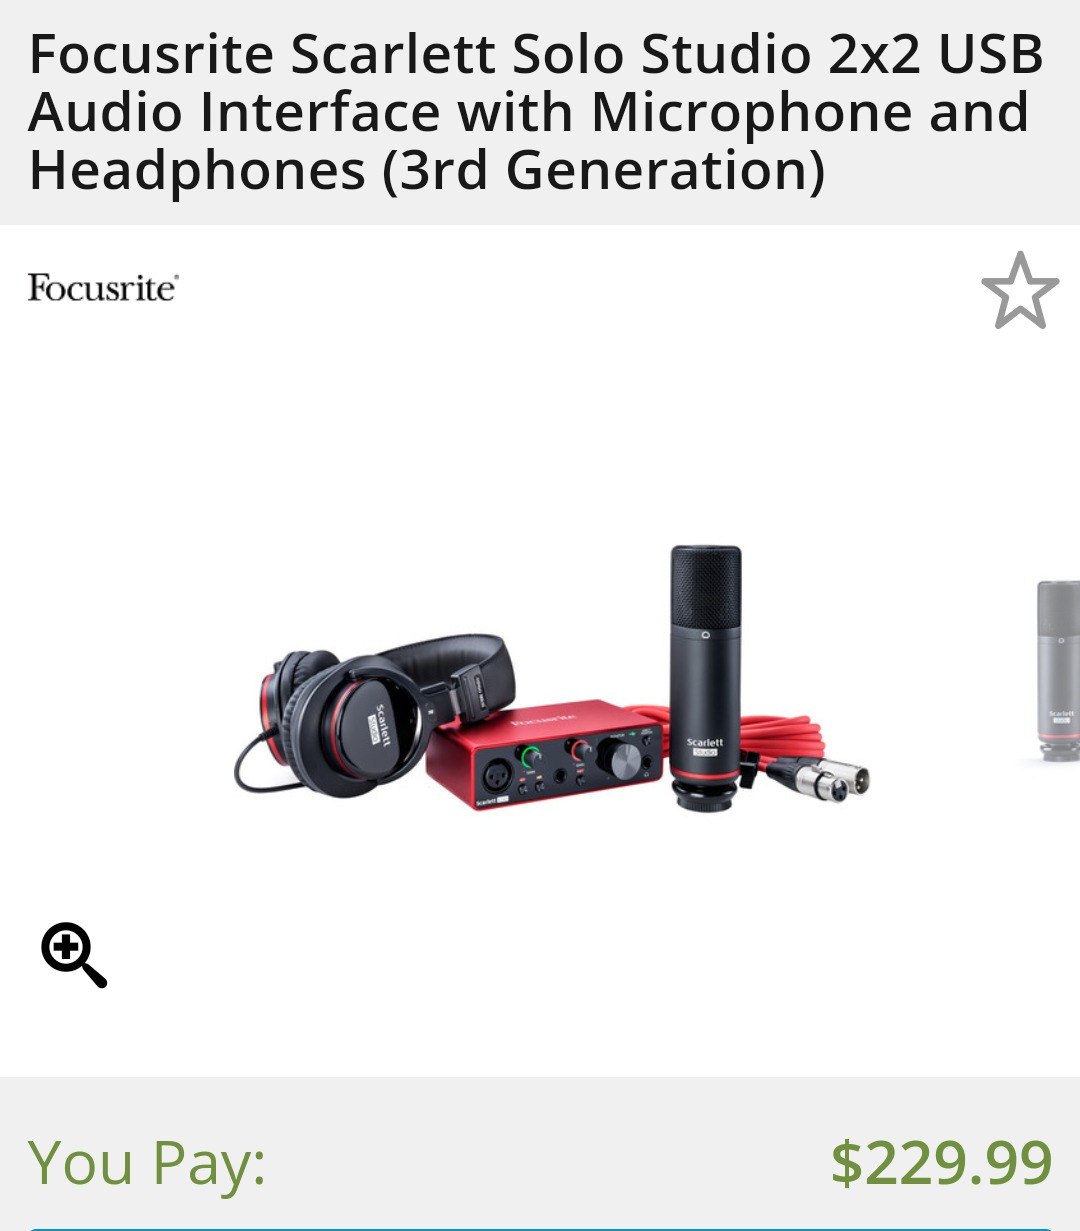 Focusrite Scarlett Solo Studio 2x2 USB
Audio Interface with Microphone and
Headphones (3rd Generation)
Focusrite®
Focusrite
Scarlett
Studio
Scarlett
Scarlett
Studio
Scarlett
You Pay:
$229.99